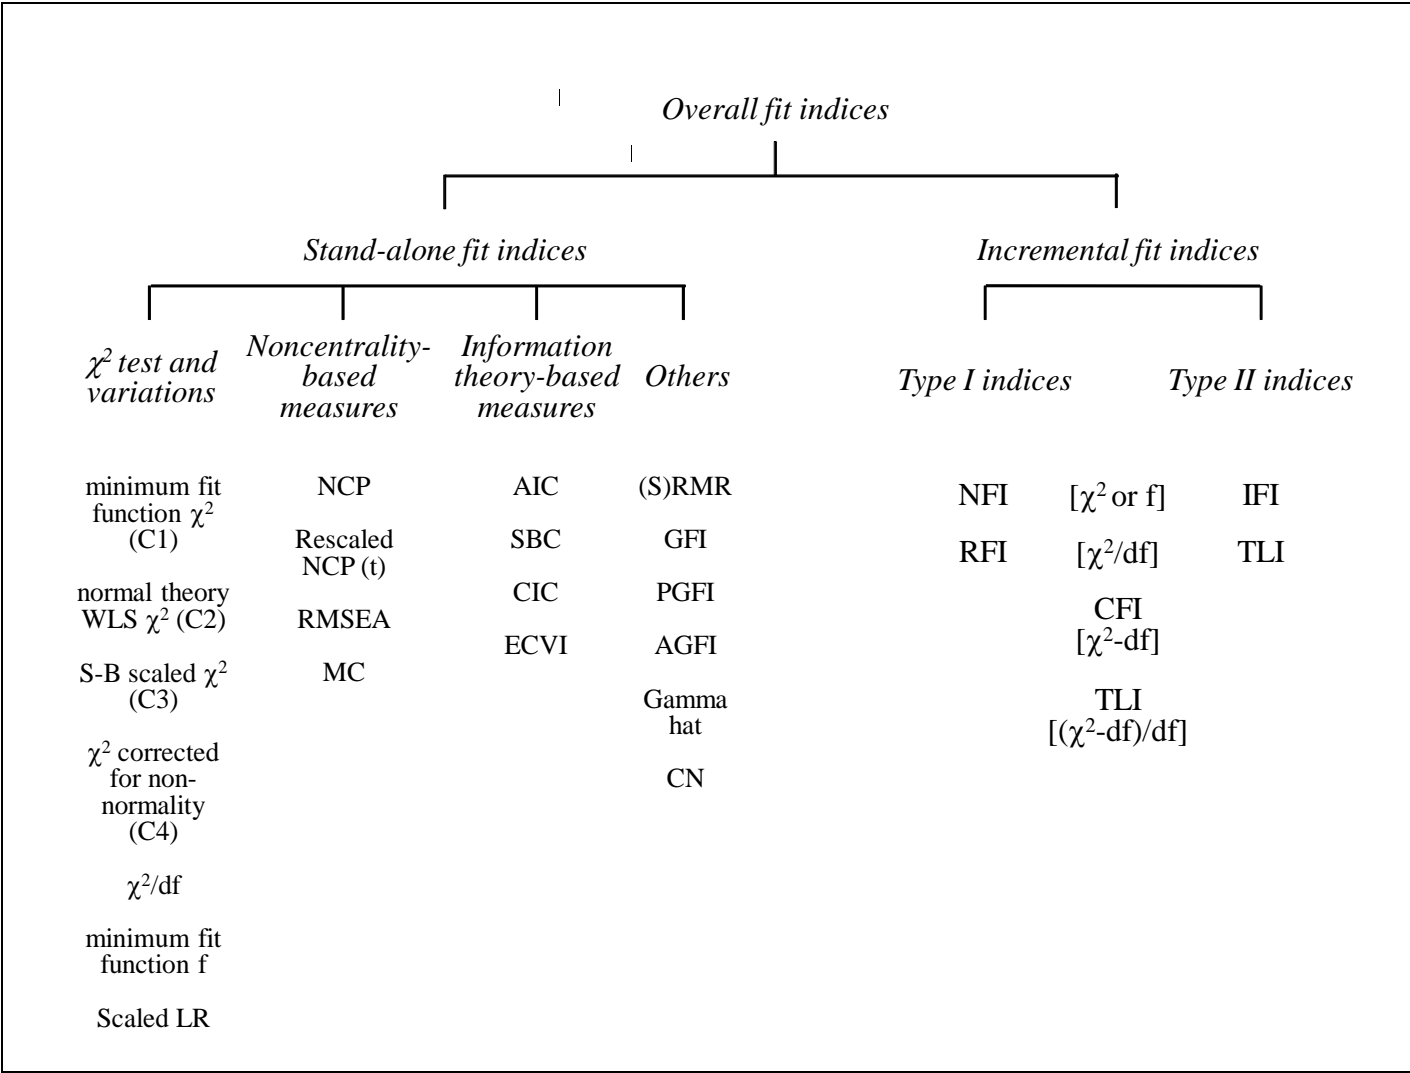 Overall fit indices
Stand-alone fit indices
Incremental fit indices
χ² test and
variations
Noncentrality-
based
measures
Information
theory-based
measures
Others
Type I indices
Type II indices
minimum fit
function χ²
(C1)
normal theory
WLS χ² (C2)
S-B scaled χ²
(C3)
χ² corrected
for non-
normality
(C4)
χ²/df
minimum fit
function f
Scaled LR
NCP
Rescaled
NCP (t)
RMSEA
MC
AIC
SBC
CIC
ECVI
(S)RMR
GFI
PGFI
AGFI
Gamma
hat
CN
NFI [χ² or f] IFI
RFI [χ²/df] TLI
CFI
[χ²-df]
TLI
[(χ²-df)/df]